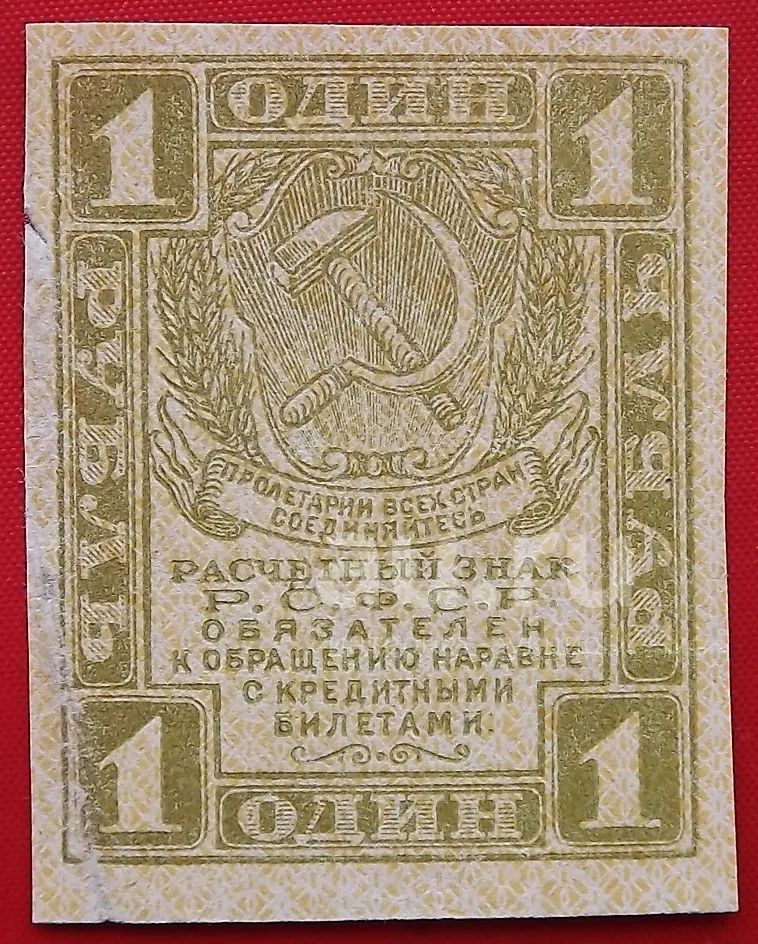 1 ОДИН 1
РУБЛЬ
РУБЛЬ
ПРОЛЕТАРИИ ВСЕХ СТРАН
СОЕДИНЯЙТЕСЬ
РАСЧЕТНЫЙ ЗНАК
Р.С.Ф.С.Р.
ОБЯЗАТЕЛЕН
К ОБРАЩЕНИЮ НАРАВНЕ
С КРЕДИТНЫМИ
БИЛЕТАМИ.
1 ОДИН 1